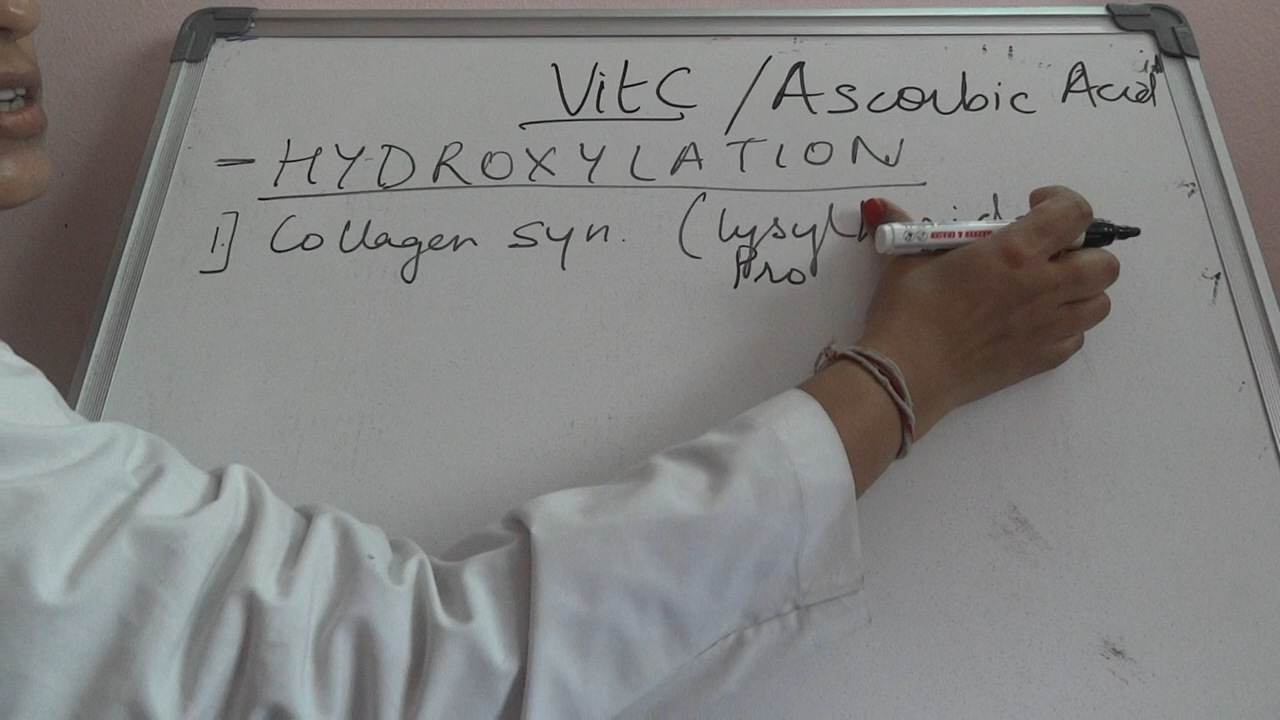 VitC / Ascorbic Acid
- HYDROXYLATION
1.] Collagen syn. (lysyl
Pro